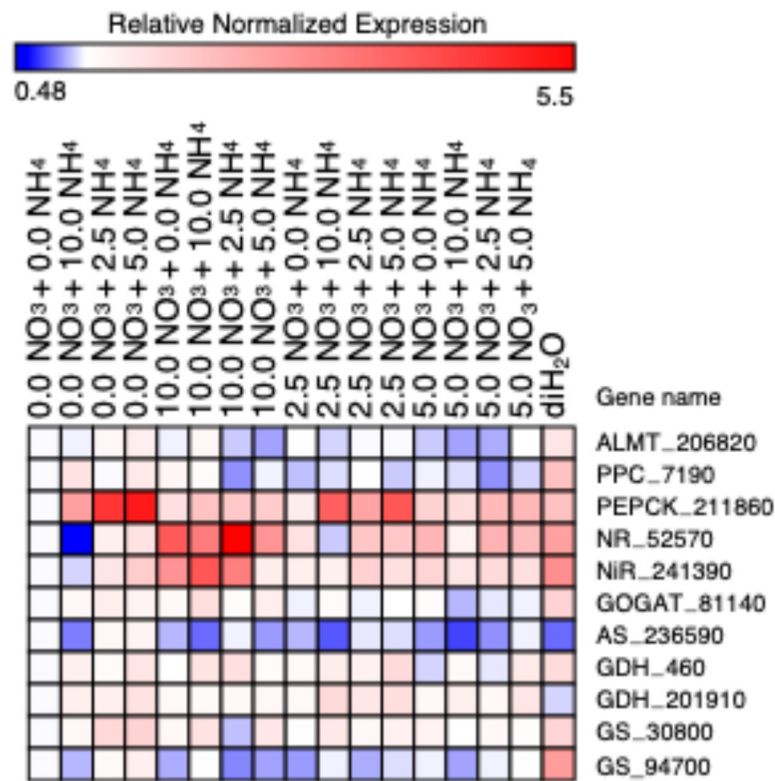 Relative Normalized Expression
0.48
5.5
0.0 NO3 + 0.0 NH4
0.0 NO3 + 10.0 NH4
0.0 NO3 + 2.5 NH4
0.0 NO3 + 5.0 NH4
10.0 NO3 + 0.0 NH4
10.0 NO3 + 10.0 NH4
10.0 NO3 + 2.5 NH4
10.0 NO3 + 5.0 NH4
2.5 NO3 + 0.0 NH4
2.5 NO3 + 10.0 NH4
2.5 NO3 + 2.5 NH4
2.5 NO3 + 5.0 NH4
5.0 NO3 + 0.0 NH4
5.0 NO3 + 10.0 NH4
5.0 NO3 + 2.5 NH4
5.0 NO3 + 5.0 NH4
diH2O
Gene name
ALMT_206820
PPC_7190
PEPCK_211860
NR_52570
NiR_241390
GOGAT_81140
AS_236590
GDH_460
GDH_201910
GS_30800
GS_94700